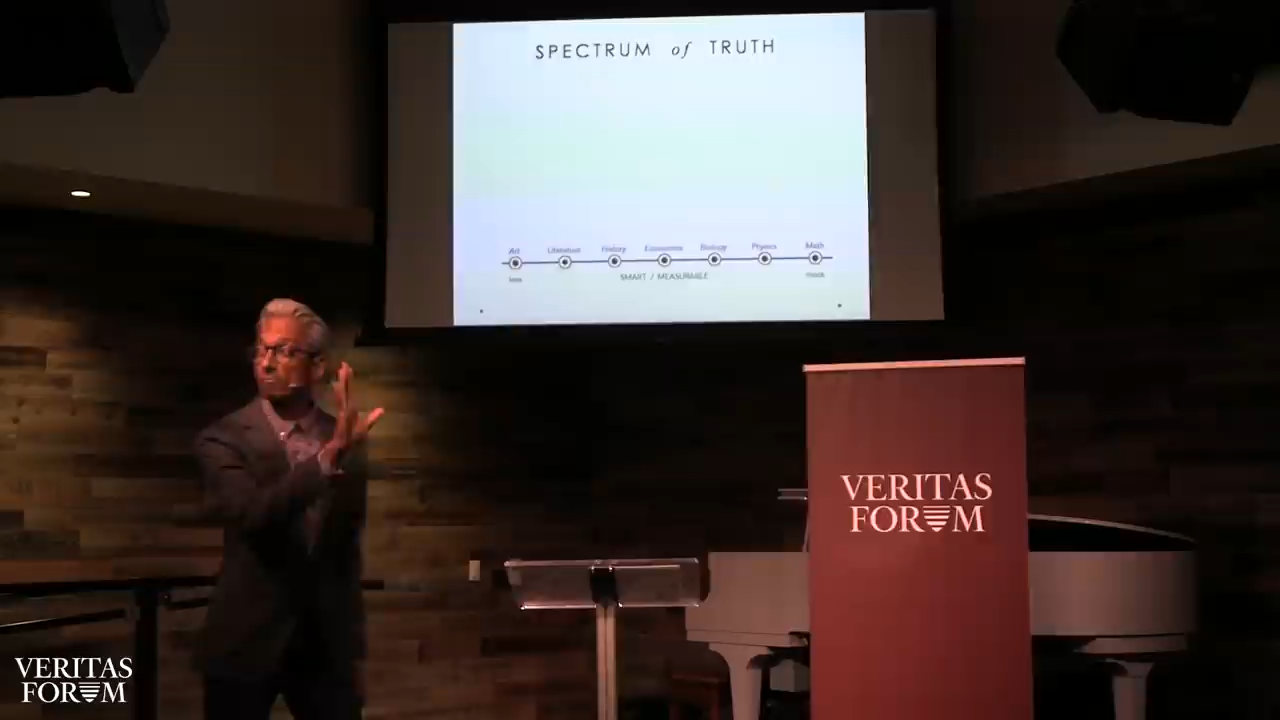 SPECTRUM of TRUTH
Art Literature History Economics Biology Physics Math
less SMART / MEASURABLE more
VERITAS
FORUM
VERITAS
FORUM